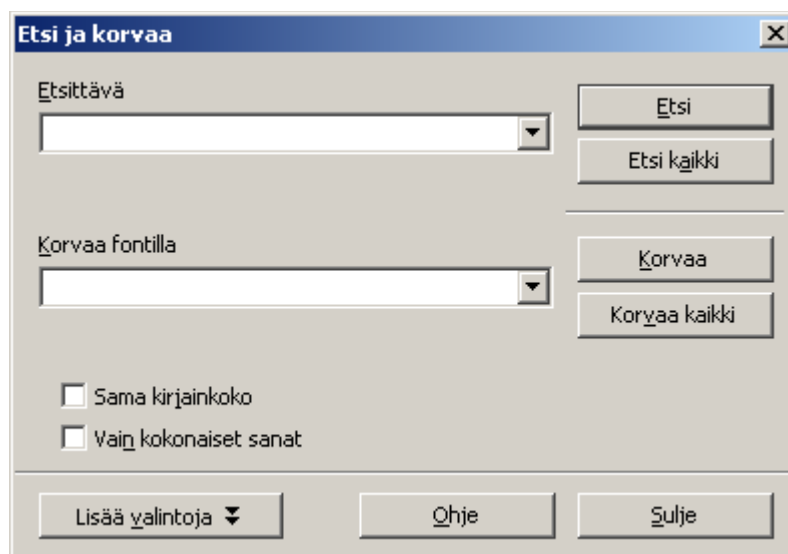 Etsi ja korvaa
Etsittävä
Etsi
Etsi kaikki
Korvaa fontilla
Korvaa
Korvaa kaikki
Sama kirjainkoko
Vain kokonaiset sanat
Lisää valintoja
Ohje
Sulje